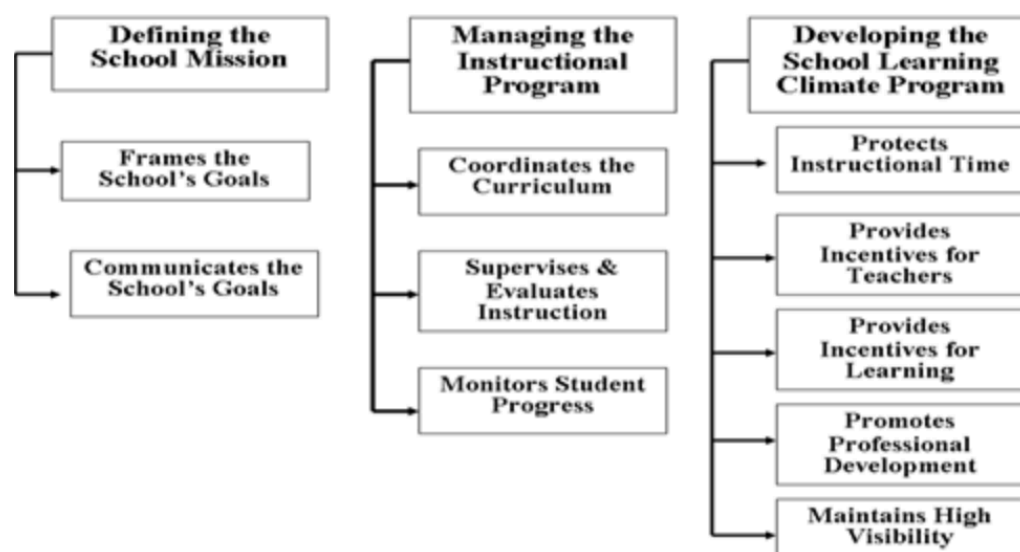 Defining the
School Mission
Frames the
School's Goals
Communicates the
School's Goals
Managing the
Instructional
Program
Coordinates the
Curriculum
Supervises &
Evaluates
Instruction
Monitors Student
Progress
Developing the
School Learning
Climate Program
Protects
Instructional Time
Provides
Incentives for
Teachers
Provides
Incentives for
Learning
Promotes
Professional
Development
Maintains High
Visibility